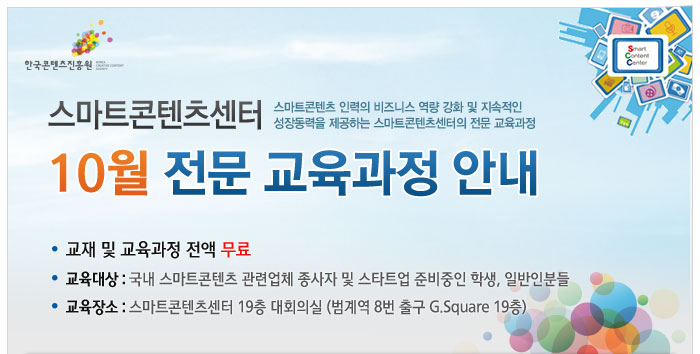 한국콘텐츠진흥원
KOREA CREATIVE CONTENT AGENCY
Smart
Content
Center
스마트콘텐츠센터
스마트콘텐츠 인력의 비즈니스 역량 강화 및 지속적인
성장동력을 제공하는 스마트콘텐츠센터의 전문 교육과정
10월 전문 교육과정 안내
• 교재 및 교육과정 전액 무료
• 교육대상 : 국내 스마트콘텐츠 관련업체 종사자 및 스타트업 준비중인 학생, 일반인분들
• 교육장소 : 스마트콘텐츠센터 19층 대회의실 (범계역 8번 출구 G.Square 19층)